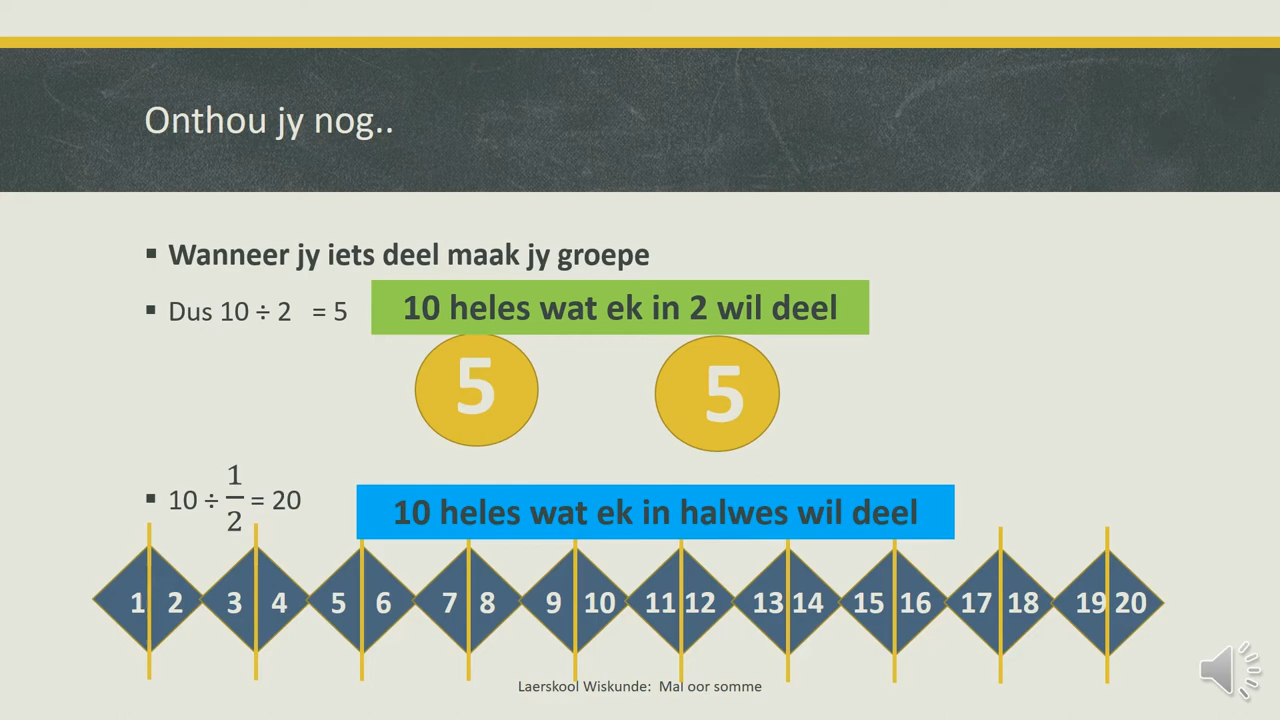 Onthou jy nog..
▪ Wanneer jy iets deel maak jy groepe
▪ Dus 10 ÷ 2 = 5
10 heles wat ek in 2 wil deel
5 5
▪ 10 ÷ 1/2 = 20
10 heles wat ek in halwes wil deel
1 2 3 4 5 6 7 8 9 10 11 12 13 14 15 16 17 18 19 20
Laerskool Wiskunde: Mal oor somme